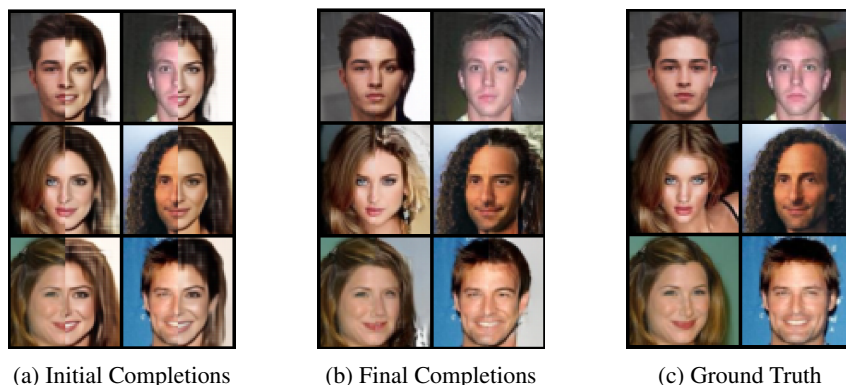 (a) Initial Completions
(b) Final Completions
(c) Ground Truth